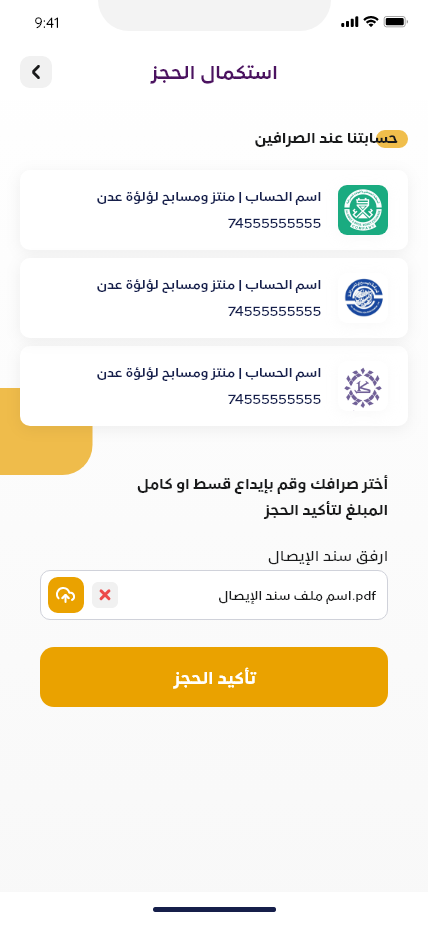 9:41
استكمال الحجز
حسابتنا عند الصرافين
اسم الحساب | منتز ومسابح لؤلؤة عدن
74555555555
اسم الحساب | منتز ومسابح لؤلؤة عدن
74555555555
اسم الحساب | منتز ومسابح لؤلؤة عدن
74555555555
أختر صرافك وقم بإيداع قسط او كامل
المبلغ لتأكيد الحجز
ارفق سند الإيصال
اسم ملف سند الإيصال.pdf
تأكيد الحجز